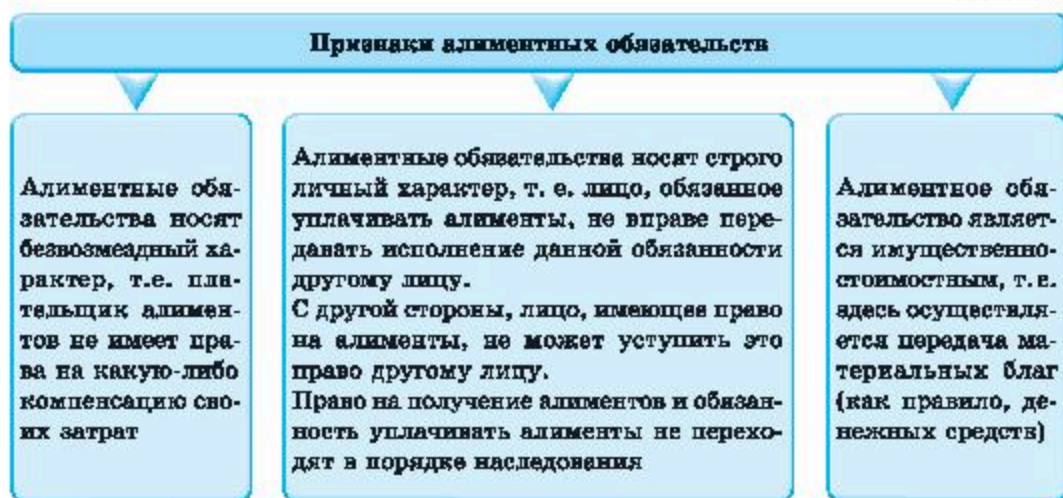 Признаки алиментных обязательств
Алиментные обя-
зательства носят
безвозмездный ха-
рактер, т.е. пла-
тельщик алимен-
тов не имеет пра-
ва на какую-либо
компенсацию сво-
их затрат
Алиментные обязательства носят строго
личный характер, т. е. лицо, обязанное
уплачивать алименты, не вправе пере-
давать исполнение данной обязанности
другому лицу.
С другой стороны, лицо, имеющее право
на алименты, не может уступить это
право другому лицу.
Право на получение алиментов и обязан-
ность уплачивать алименты не перехо-
дят в порядке наследования
Алиментное обя-
зательство являет-
ся имущественно-
стоимостным, т. е.
здесь осуществля-
ется передача ма-
териальных благ
(как правило, де-
нежных средств)